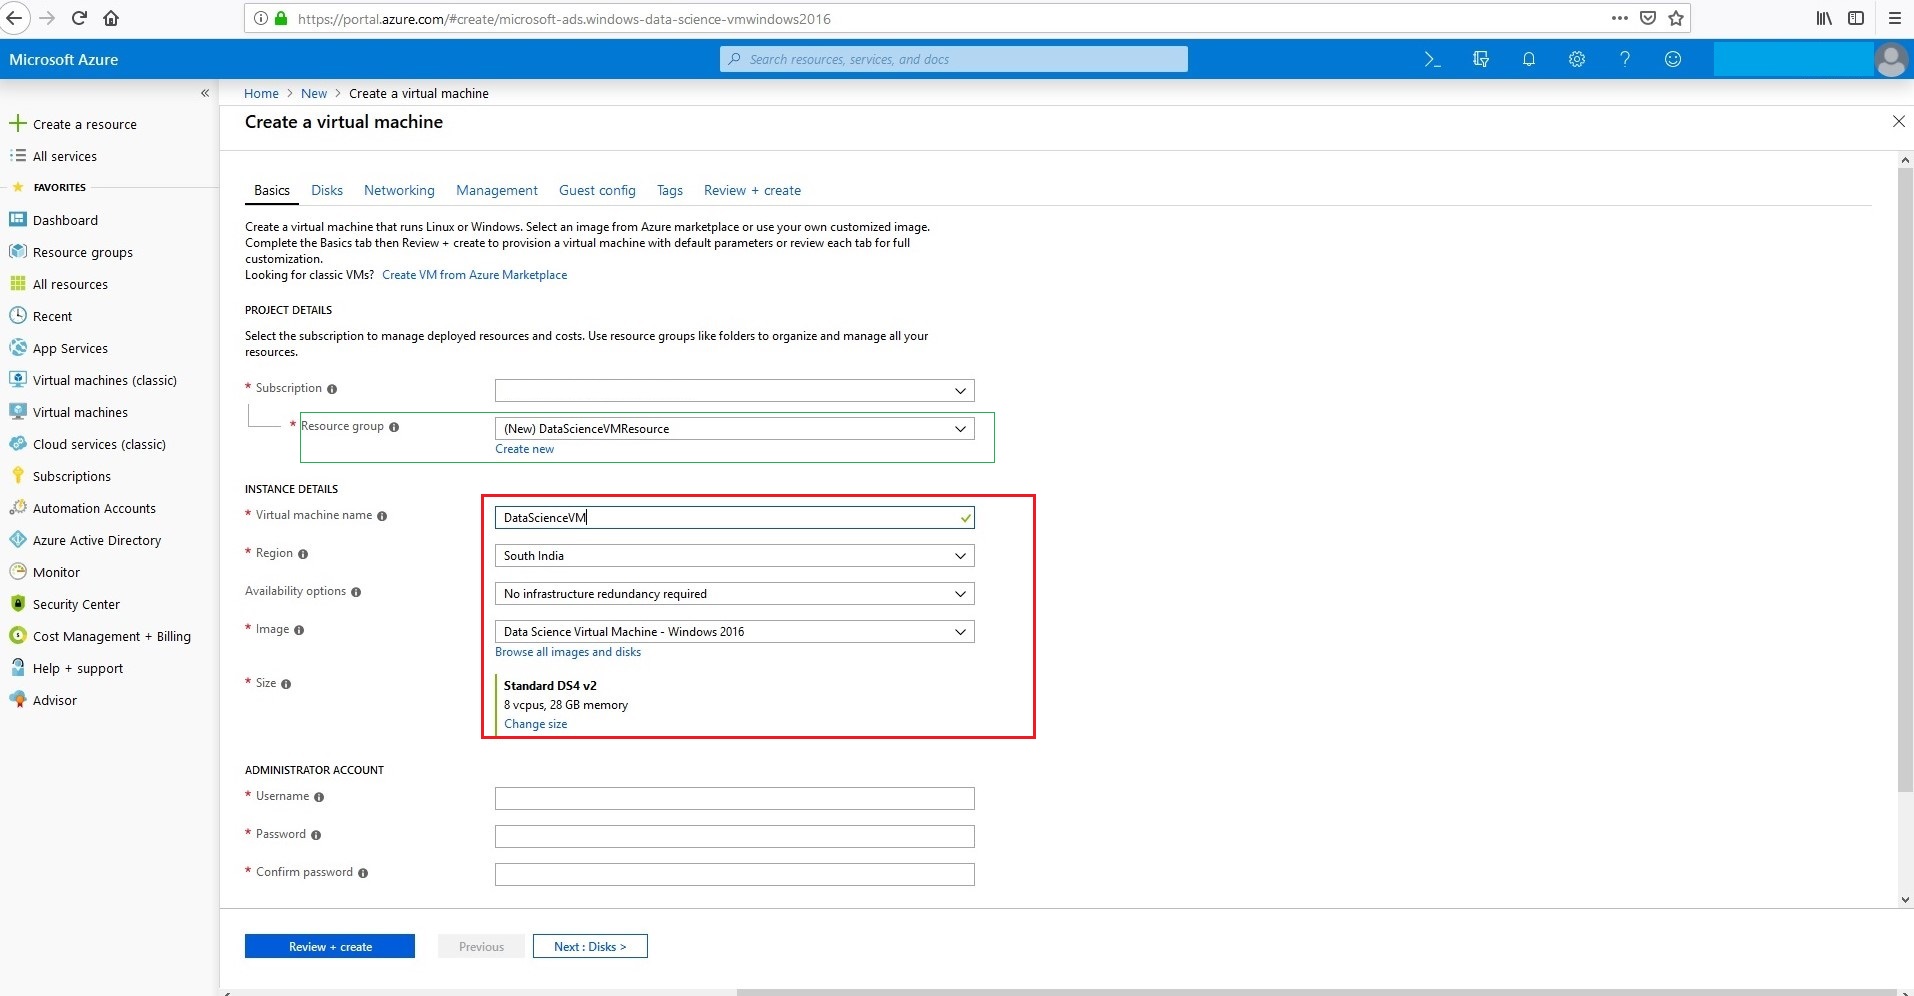 https://portal.azure.com/#create/microsoft-ads.windows-data-science-vmwindows2016
Microsoft Azure
Search resources, services, and docs
Home > New > Create a virtual machine
Create a virtual machine
Create a resource
All services
FAVORITES
Dashboard
Resource groups
All resources
Recent
App Services
Virtual machines (classic)
Virtual machines
Cloud services (classic)
Subscriptions
Automation Accounts
Azure Active Directory
Monitor
Security Center
Cost Management + Billing
Help + support
Advisor
Basics Disks Networking Management Guest config Tags Review + create
Create a virtual machine that runs Linux or Windows. Select an image from Azure marketplace or use your own customized image.
Complete the Basics tab then Review + create to provision a virtual machine with default parameters or review each tab for full
customization.
Looking for classic VMs? Create VM from Azure Marketplace
PROJECT DETAILS
Select the subscription to manage deployed resources and costs. Use resource groups like folders to organize and manage all your
resources.
* Subscription
* Resource group (New) DataScienceVMResource
Create new
INSTANCE DETAILS
* Virtual machine name DataScienceVM
* Region South India
Availability options No infrastructure redundancy required
* Image Data Science Virtual Machine - Windows 2016
Browse all images and disks
* Size Standard DS4 v2
8 vcpus, 28 GB memory
Change size
ADMINISTRATOR ACCOUNT
* Username
* Password
* Confirm password
Review + create Previous Next : Disks >